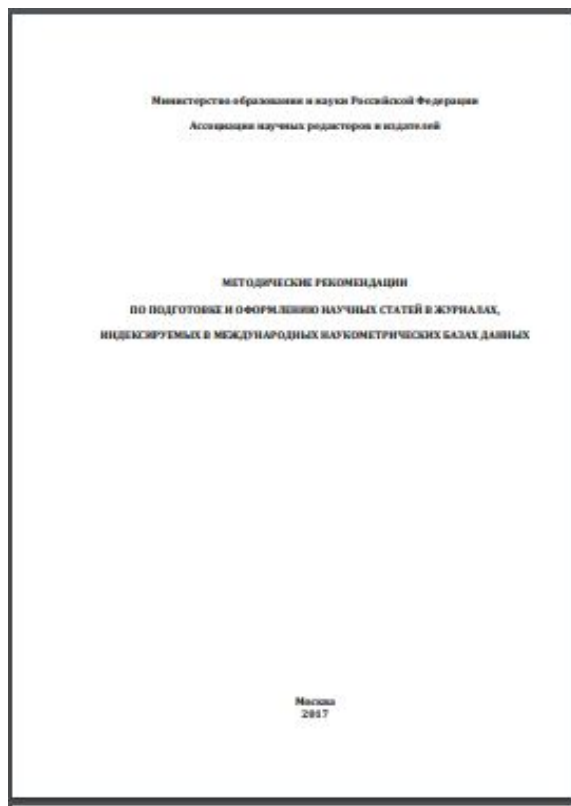 Министерство образования и науки Российской Федерации
Ассоциация научных редакторов и издателей
МЕТОДИЧЕСКИЕ РЕКОМЕНДАЦИИ
ПО ПОДГОТОВКЕ И ОФОРМЛЕНИЮ НАУЧНЫХ СТАТЕЙ В ЖУРНАЛАХ,
ИНДЕКСИРУЕМЫХ В МЕЖДУНАРОДНЫХ НАУКОМЕТРИЧЕСКИХ БАЗАХ ДАННЫХ
Москва
2017